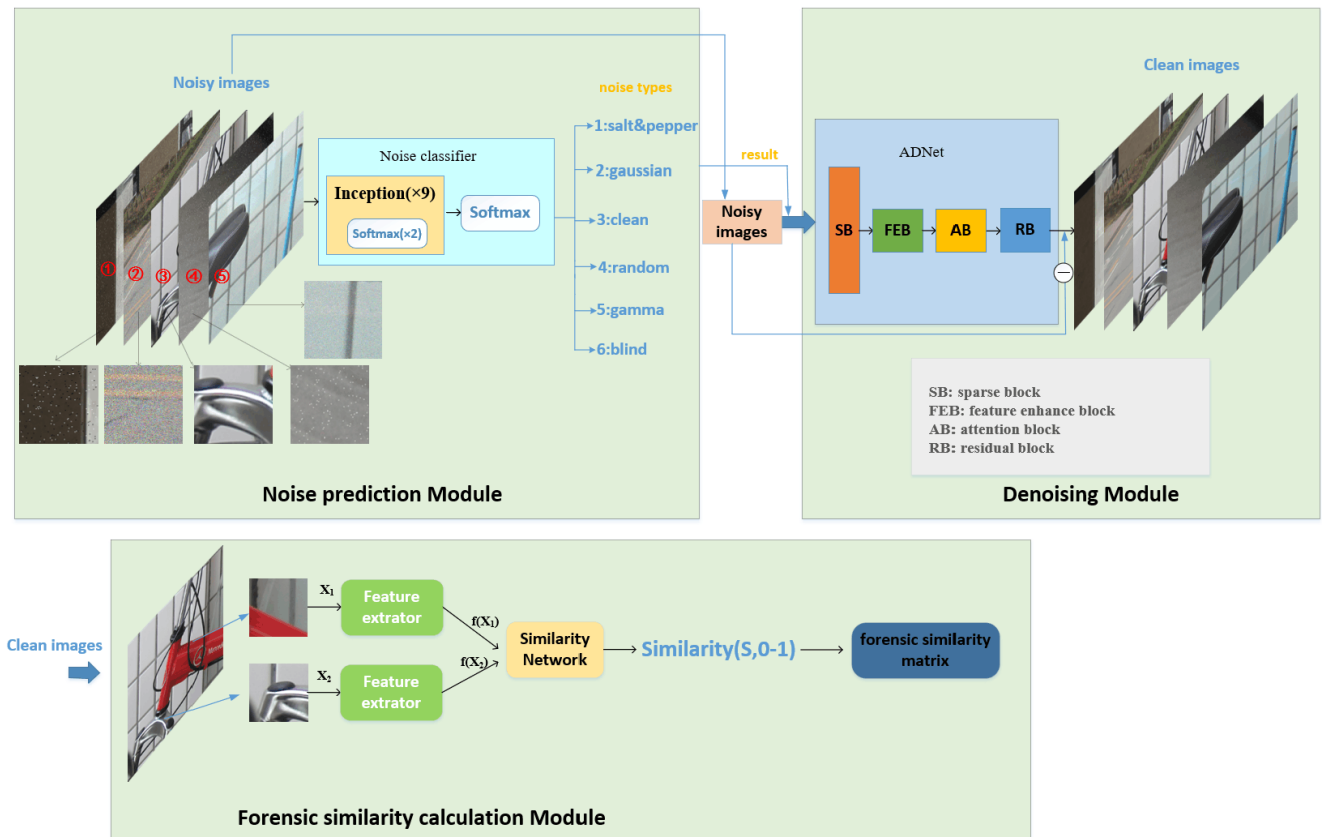 Noisy images
①
②
③
④
⑤
Noise classifier
Inception(×9)
Softmax(×2)
Softmax
noise types
1:salt&pepper
2:gaussian
3:clean
4:random
5:gamma
6:blind
Noise prediction Module
result
Noisy
images
ADNet
SB
FEB
AB
RB
Clean images
SB: sparse block
FEB: feature enhance block
AB: attention block
RB: residual block
Denoising Module
Clean images
X₁
Feature
extrator
f(X₁)
X₂
Feature
extrator
f(X₂)
Similarity
Network
Similarity(S,0-1)
forensic similarity
matrix
Forensic similarity calculation Module